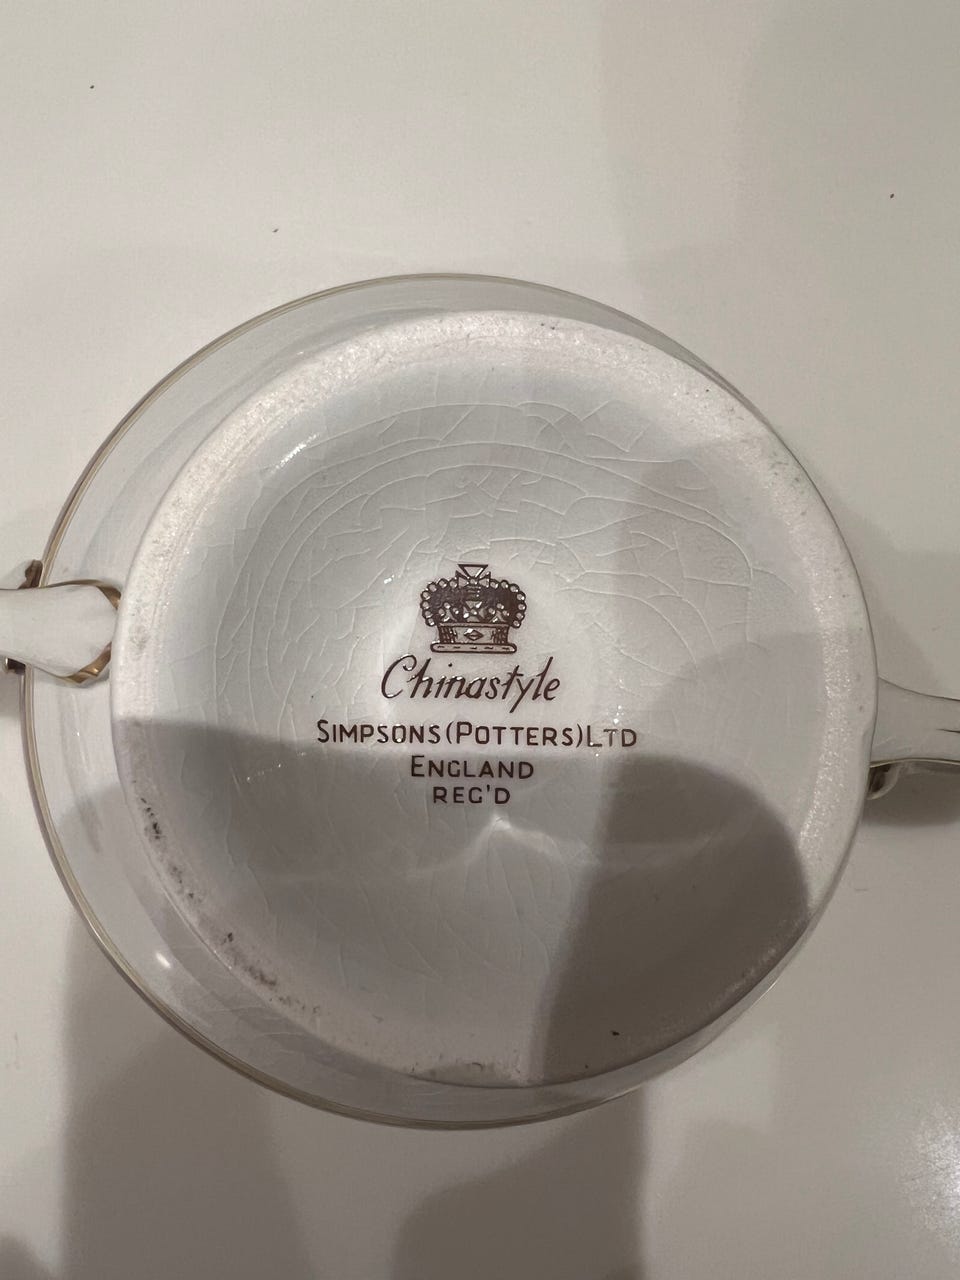 Chinastyle
SIMPSONS (POTTERS) LTD
ENGLAND
REG'D